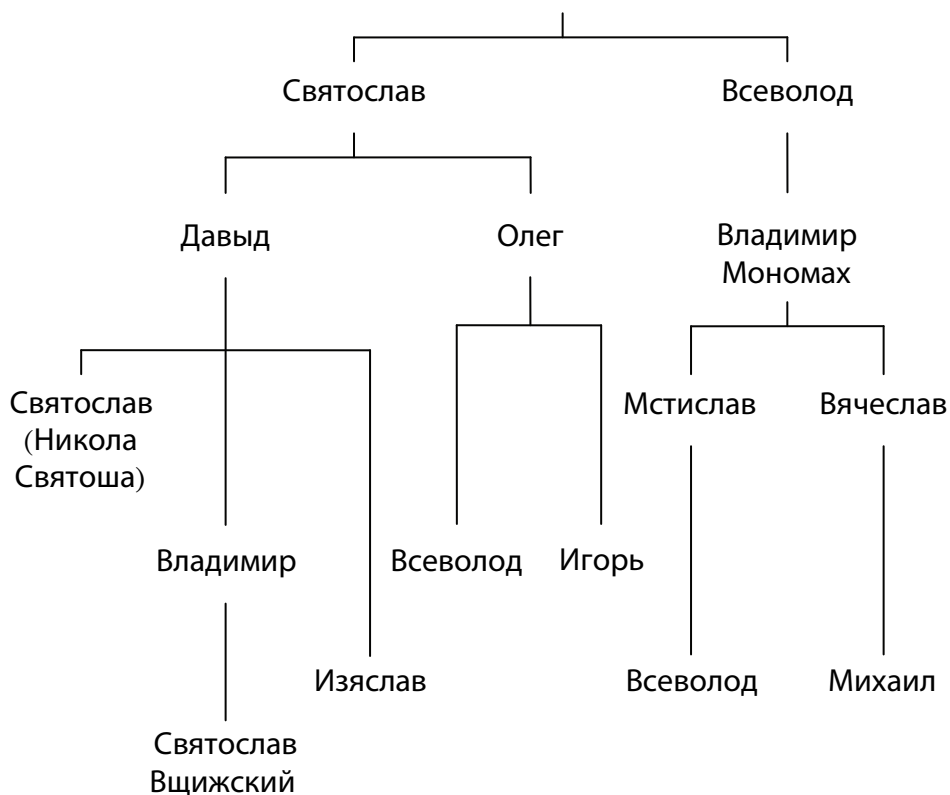 Святослав
Всеволод
Давыд
Олег
Владимир
Мономах
Святослав
(Никола
Святоша)
Мстислав
Вячеслав
Владимир
Всеволод
Игорь
Изяслав
Всеволод
Михаил
Святослав
Вщижский